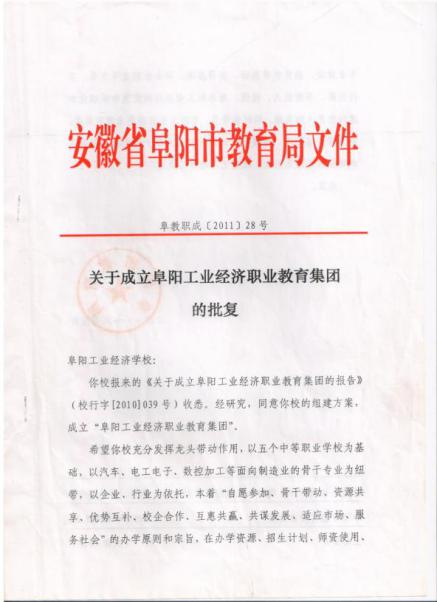 安徽省阜阳市教育局文件
阜教职成〔2011〕28号
关于成立阜阳工业经济职业教育集团
的批复
阜阳工业经济学校：
你校报来的《关于成立阜阳工业经济职业教育集团的报告》
（校行字[2010]039号）收悉。经研究，同意你校的组建方案，
成立“阜阳工业经济职业教育集团”。
希望你校充分发挥龙头带动作用，以五个中等职业学校为基
础，以汽车、电工电子、数控加工等面向制造业的骨干专业为纽
带，以企业、行业为依托，本着“自愿参加、骨干带动、资源共
享、优势互补、校企合作、互惠共赢、共谋发展，适应市场、服
务社会”的办学原则和宗旨，在办学资源、招生计划、师资使用、